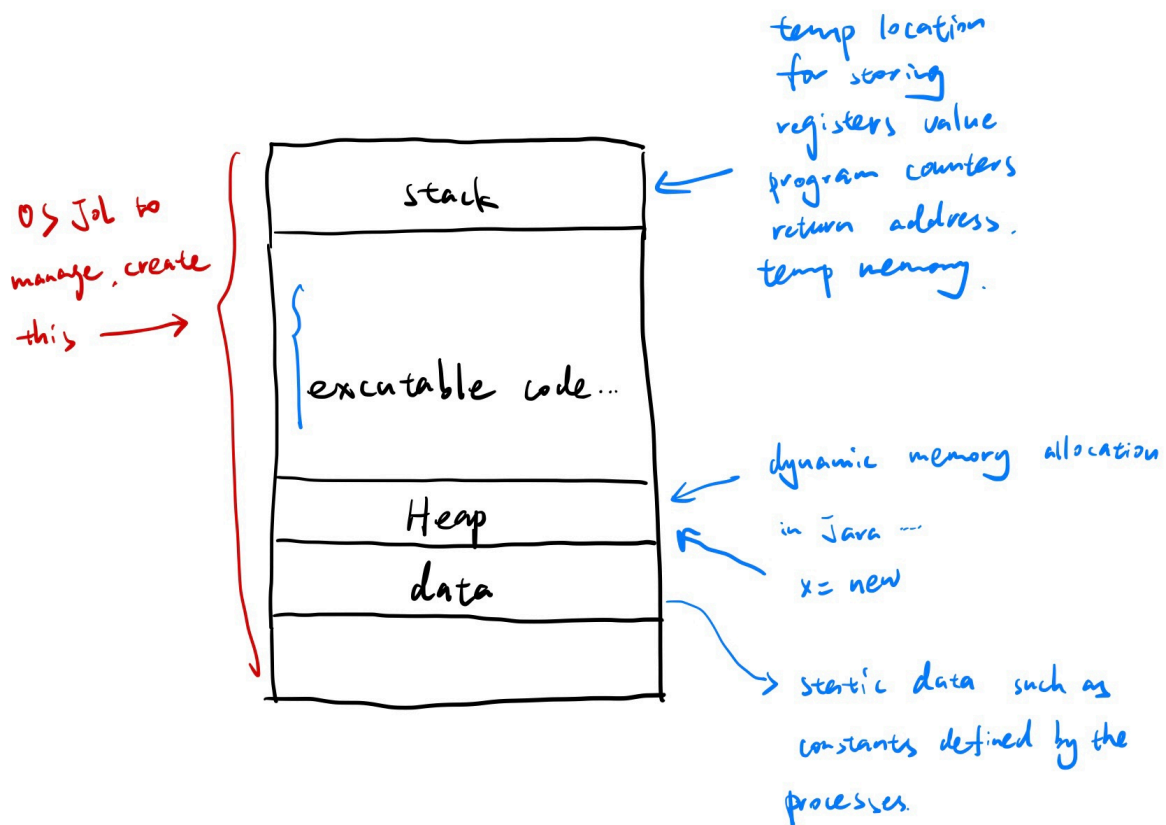 temp location
for storing
registers value
program counters
return address.
temp memory.
OS Job to
manage, create
this
stack
excutable code...
Heap
data
dynamic memory allocation
in Java ...
x = new
static data such as
constants defined by the
processes.